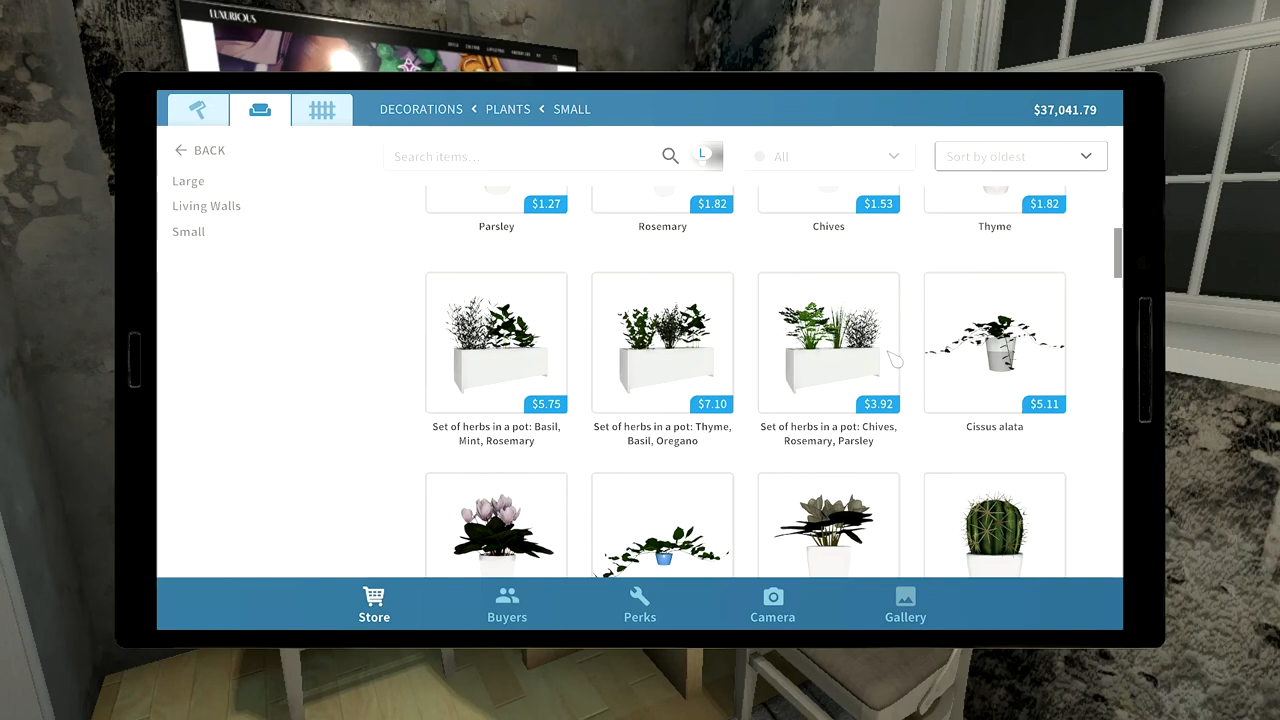 LUXURIOUS
DECORATIONS < PLANTS < SMALL
$37,041.79
BACK
Search items...
L
All
Sort by oldest
Large
Living Walls
Small
$1.27
$1.82
$1.53
$1.82
Parsley
Rosemary
Chives
Thyme
$5.75
$7.10
$3.92
$5.11
Set of herbs in a pot: Basil,
Mint, Rosemary
Set of herbs in a pot: Thyme,
Basil, Oregano
Set of herbs in a pot: Chives,
Rosemary, Parsley
Cissus alata
Store
Buyers
Perks
Camera
Gallery